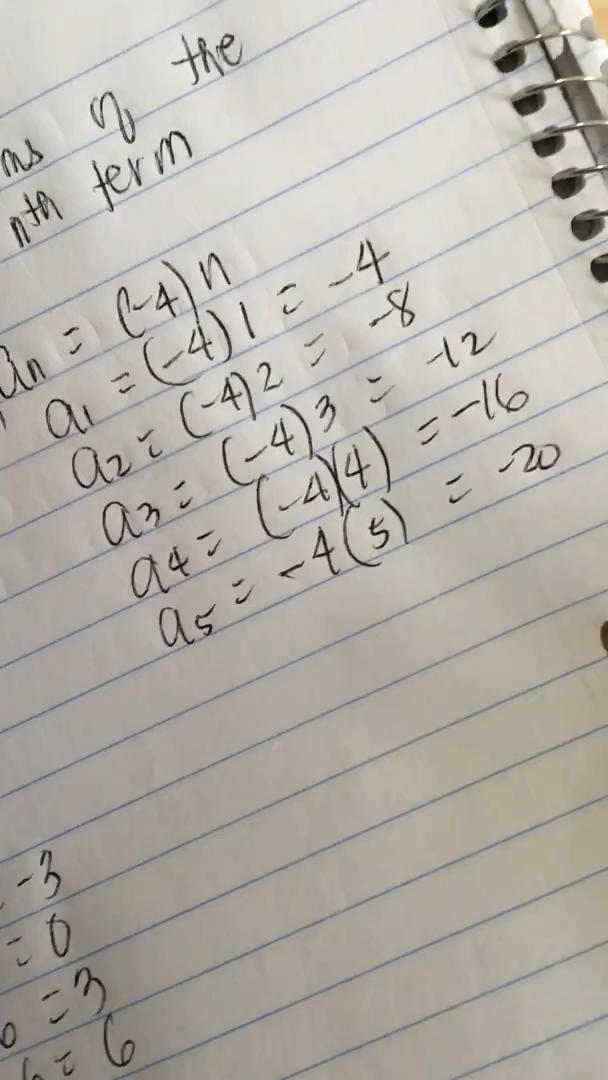 the
ms of the
nth term
an = (-4)n
a1 = (-4)1 = -4
a2 = (-4)2 = -8
a3 = (-4)3 = -12
a4 = (-4)(4) = -16
a5 = -4(5) = -20
-3
= 0
= 3
= 6